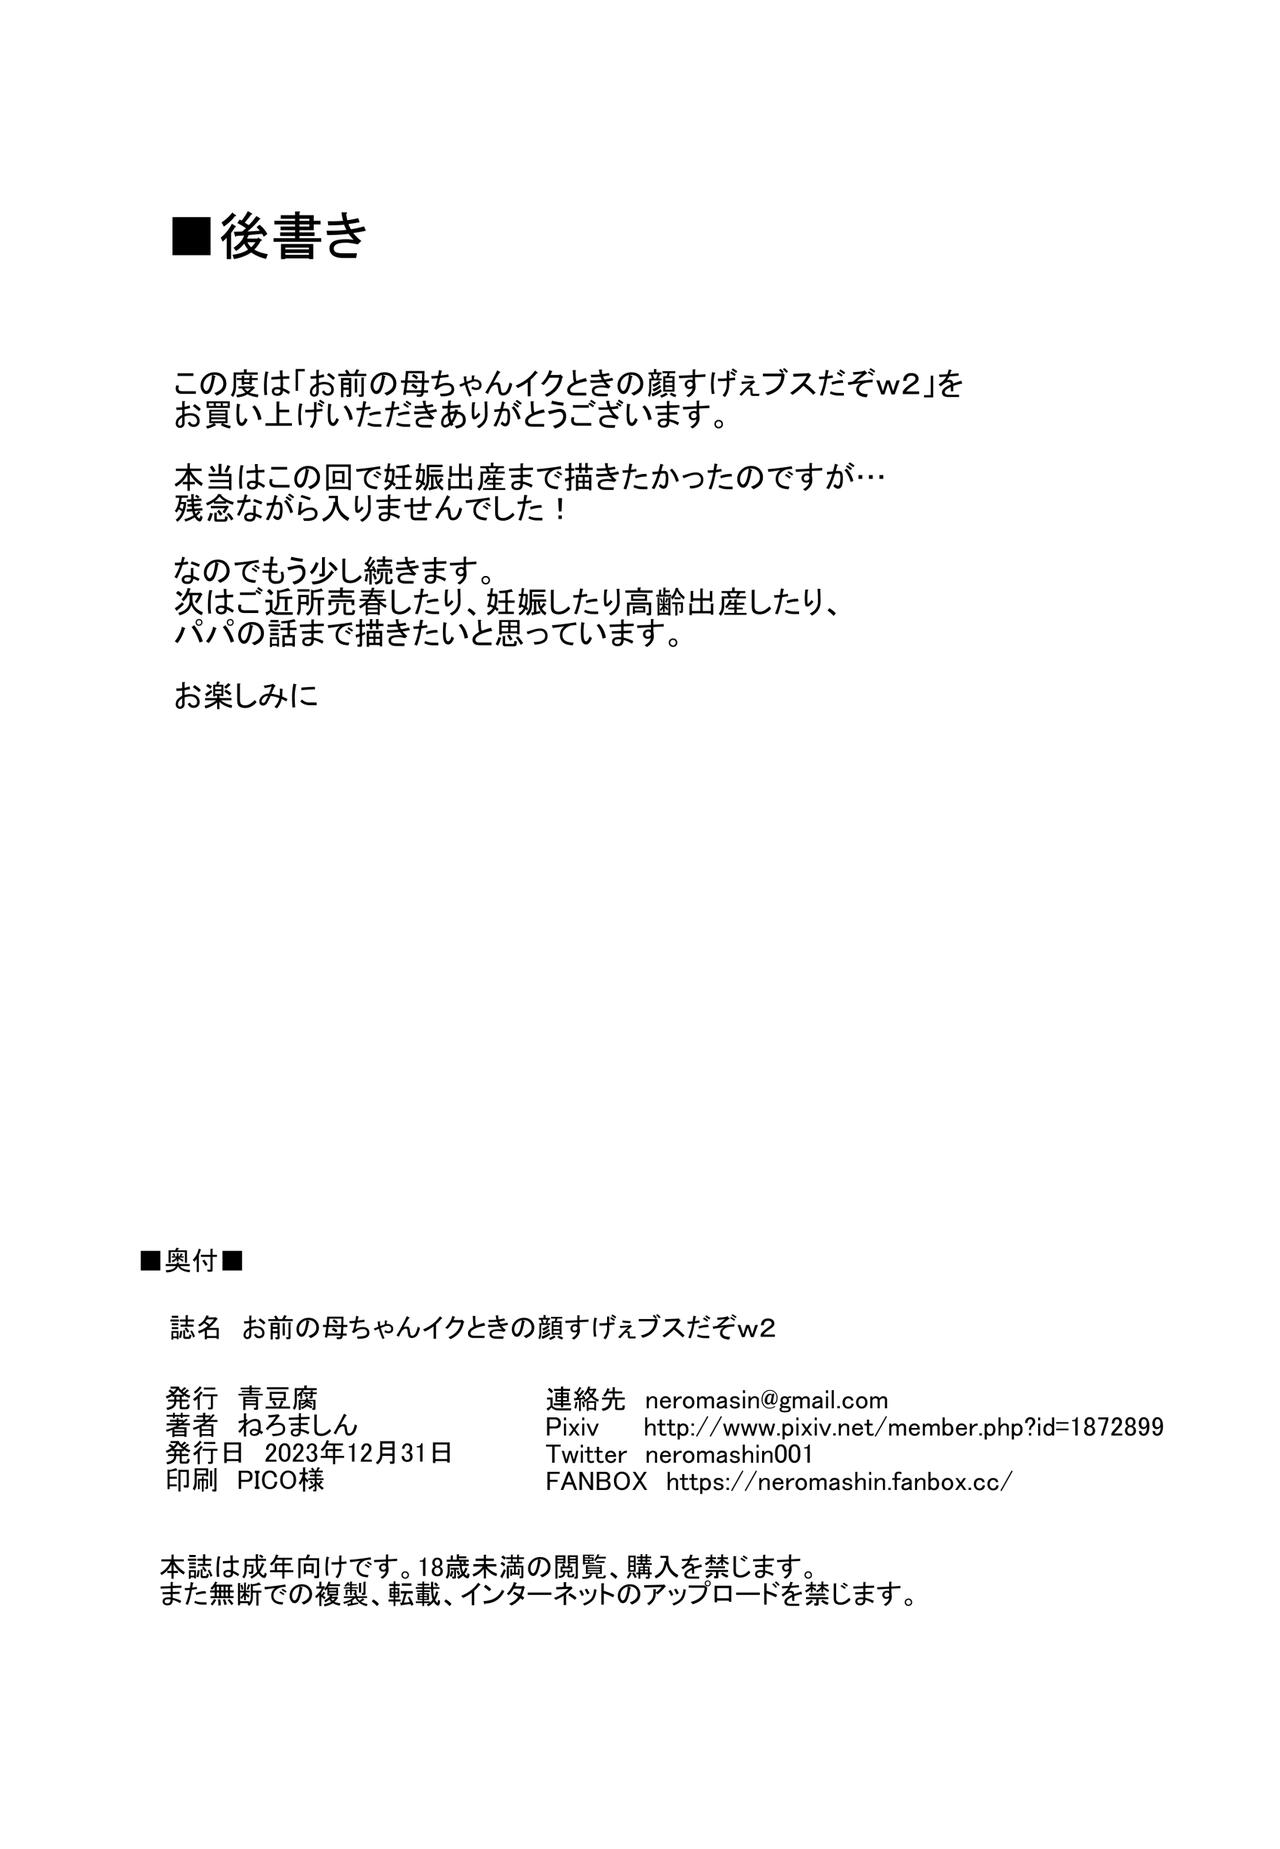 ■後書き
この度は「お前の母ちゃんイクときの顔すげぇブスだぞw2」を
お買い上げいただきありがとうございます。
本当はこの回で妊娠出産まで描きたかったのですが…
残念ながら入りませんでした！
なのでもう少し続きます。
次はご近所売春したり、妊娠したり高齢出産したり、
パパの話まで描きたいと思っています。
お楽しみに
■奥付■
誌名　お前の母ちゃんイクときの顔すげぇブスだぞw2
発行　青豆腐
著者　ねろましん
発行日　2023年12月31日
印刷　PICO様
連絡先　neromasin@gmail.com
Pixiv　http://www.pixiv.net/member.php?id=1872899
Twitter　neromashin001
FANBOX　https://neromashin.fanbox.cc/
本誌は成年向けです。18歳未満の閲覧、購入を禁じます。
また無断での複製、転載、インターネットのアップロードを禁じます。